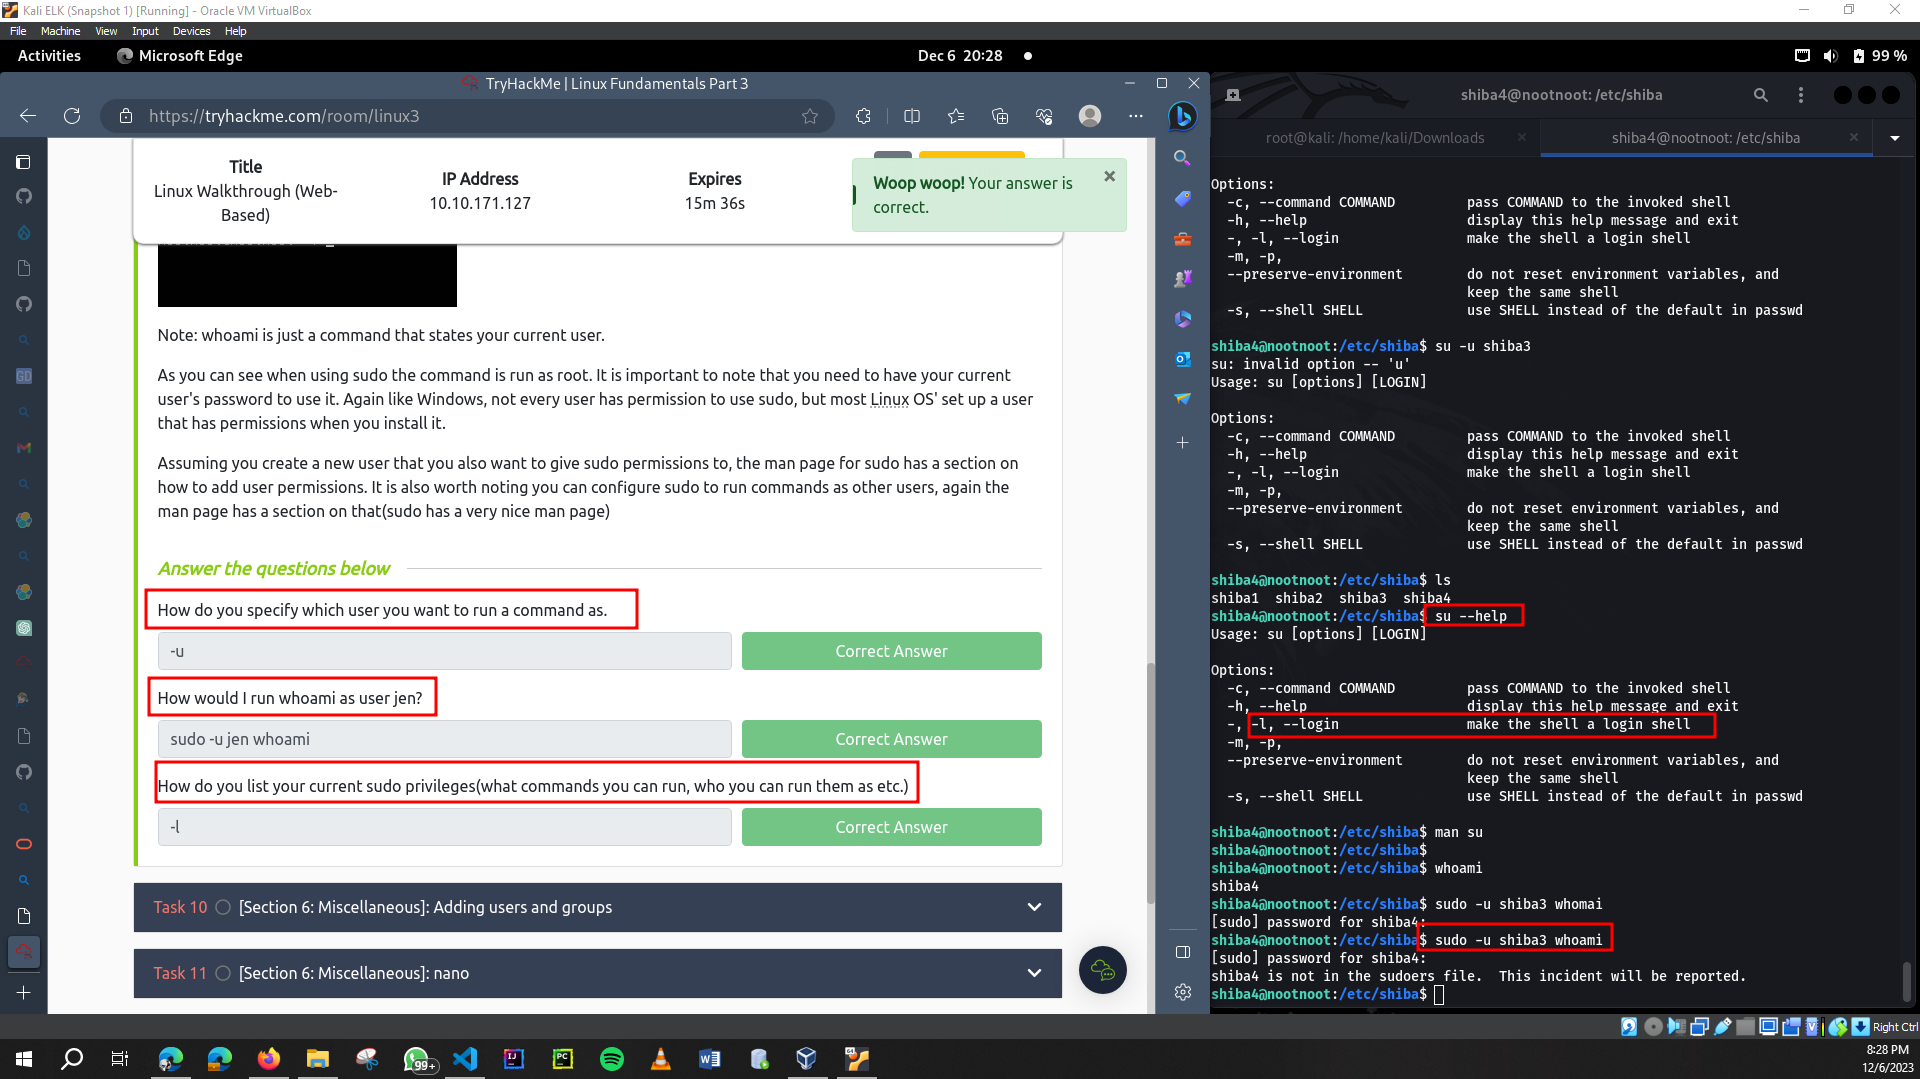 Kali ELK (Snapshot 1) [Running] - Oracle VM VirtualBox
File Machine View Input Devices Help
Activities Microsoft Edge Dec 6 20:28 99 %
TryHackMe | Linux Fundamentals Part 3
https://tryhackme.com/room/linux3
Title
Linux Walkthrough (Web-
Based)
IP Address
10.10.171.127
Expires
15m 36s
Woop woop! Your answer is
correct.
Note: whoami is just a command that states your current user.
As you can see when using sudo the command is run as root. It is important to note that you need to have your current
user's password to use it. Again like Windows, not every user has permission to use sudo, but most Linux OS' set up a user
that has permissions when you install it.
Assuming you create a new user that you also want to give sudo permissions to, the man page for sudo has a section on
how to add user permissions. It is also worth noting you can configure sudo to run commands as other users, again the
man page has a section on that(sudo has a very nice man page)
Answer the questions below
How do you specify which user you want to run a command as.
-u
Correct Answer
How would I run whoami as user jen?
sudo -u jen whoami
Correct Answer
How do you list your current sudo privileges(what commands you can run, who you can run them as etc.)
-l
Correct Answer
Task 10 [Section 6: Miscellaneous]: Adding users and groups
Task 11 [Section 6: Miscellaneous]: nano
shiba4@nootnoot: /etc/shiba
root@kali: /home/kali/Downloads
shiba4@nootnoot: /etc/shiba
Options:
-c, --command COMMAND pass COMMAND to the invoked shell
-h, --help display this help message and exit
-, -l, --login make the shell a login shell
-m, -p,
--preserve-environment do not reset environment variables, and
keep the same shell
-s, --shell SHELL use SHELL instead of the default in passwd
shiba4@nootnoot:/etc/shiba$ su -u shiba3
su: invalid option -- 'u'
Usage: su [options] [LOGIN]
Options:
-c, --command COMMAND pass COMMAND to the invoked shell
-h, --help display this help message and exit
-, -l, --login make the shell a login shell
-m, -p,
--preserve-environment do not reset environment variables, and
keep the same shell
-s, --shell SHELL use SHELL instead of the default in passwd
shiba4@nootnoot:/etc/shiba$ ls
shiba1 shiba2 shiba3 shiba4
shiba4@nootnoot:/etc/shiba$ su --help
Usage: su [options] [LOGIN]
Options:
-c, --command COMMAND pass COMMAND to the invoked shell
-h, --help display this help message and exit
-, -l, --login make the shell a login shell
-m, -p,
--preserve-environment do not reset environment variables, and
keep the same shell
-s, --shell SHELL use SHELL instead of the default in passwd
shiba4@nootnoot:/etc/shiba$ man su
shiba4@nootnoot:/etc/shiba$
shiba4@nootnoot:/etc/shiba$ whoami
shiba4
shiba4@nootnoot:/etc/shiba$ sudo -u shiba3 whomai
[sudo] password for shiba4:
shiba4@nootnoot:/etc/shiba$ sudo -u shiba3 whoami
[sudo] password for shiba4:
shiba4 is not in the sudoers file. This incident will be reported.
shiba4@nootnoot:/etc/shiba$
Right Ctrl
99+
8:28 PM
12/6/2023